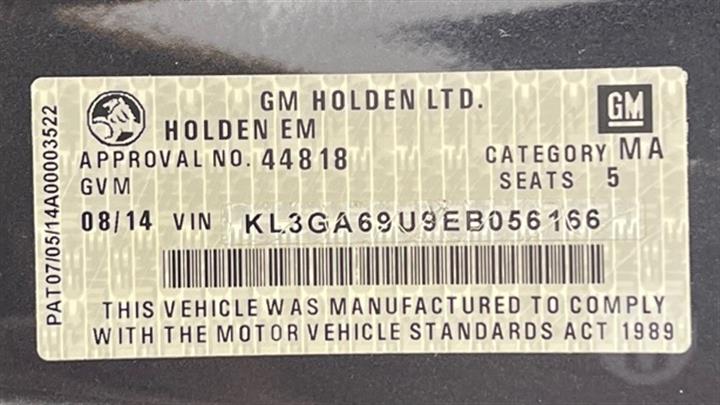 GM HOLDEN LTD.
GM
HOLDEN EM
APPROVAL NO. 44818
CATEGORY MA
GVM
SEATS 5
08/14 VIN KL3GA69U9EB056166
THIS VEHICLE WAS MANUFACTURED TO COMPLY
WITH THE MOTOR VEHICLE STANDARDS ACT 1989
PAT07/05/14A00003522